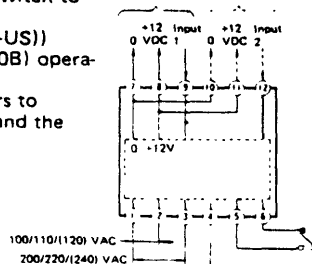 -US))
0B) opera-
rs to
and the
+12 Input +12 Input
0 VDC 1 0 VDC 2
7 8 9 10 11 12
0 +12V
1 2 3 4 5 6
100/110/(120) VAC
200/220/(240) VAC